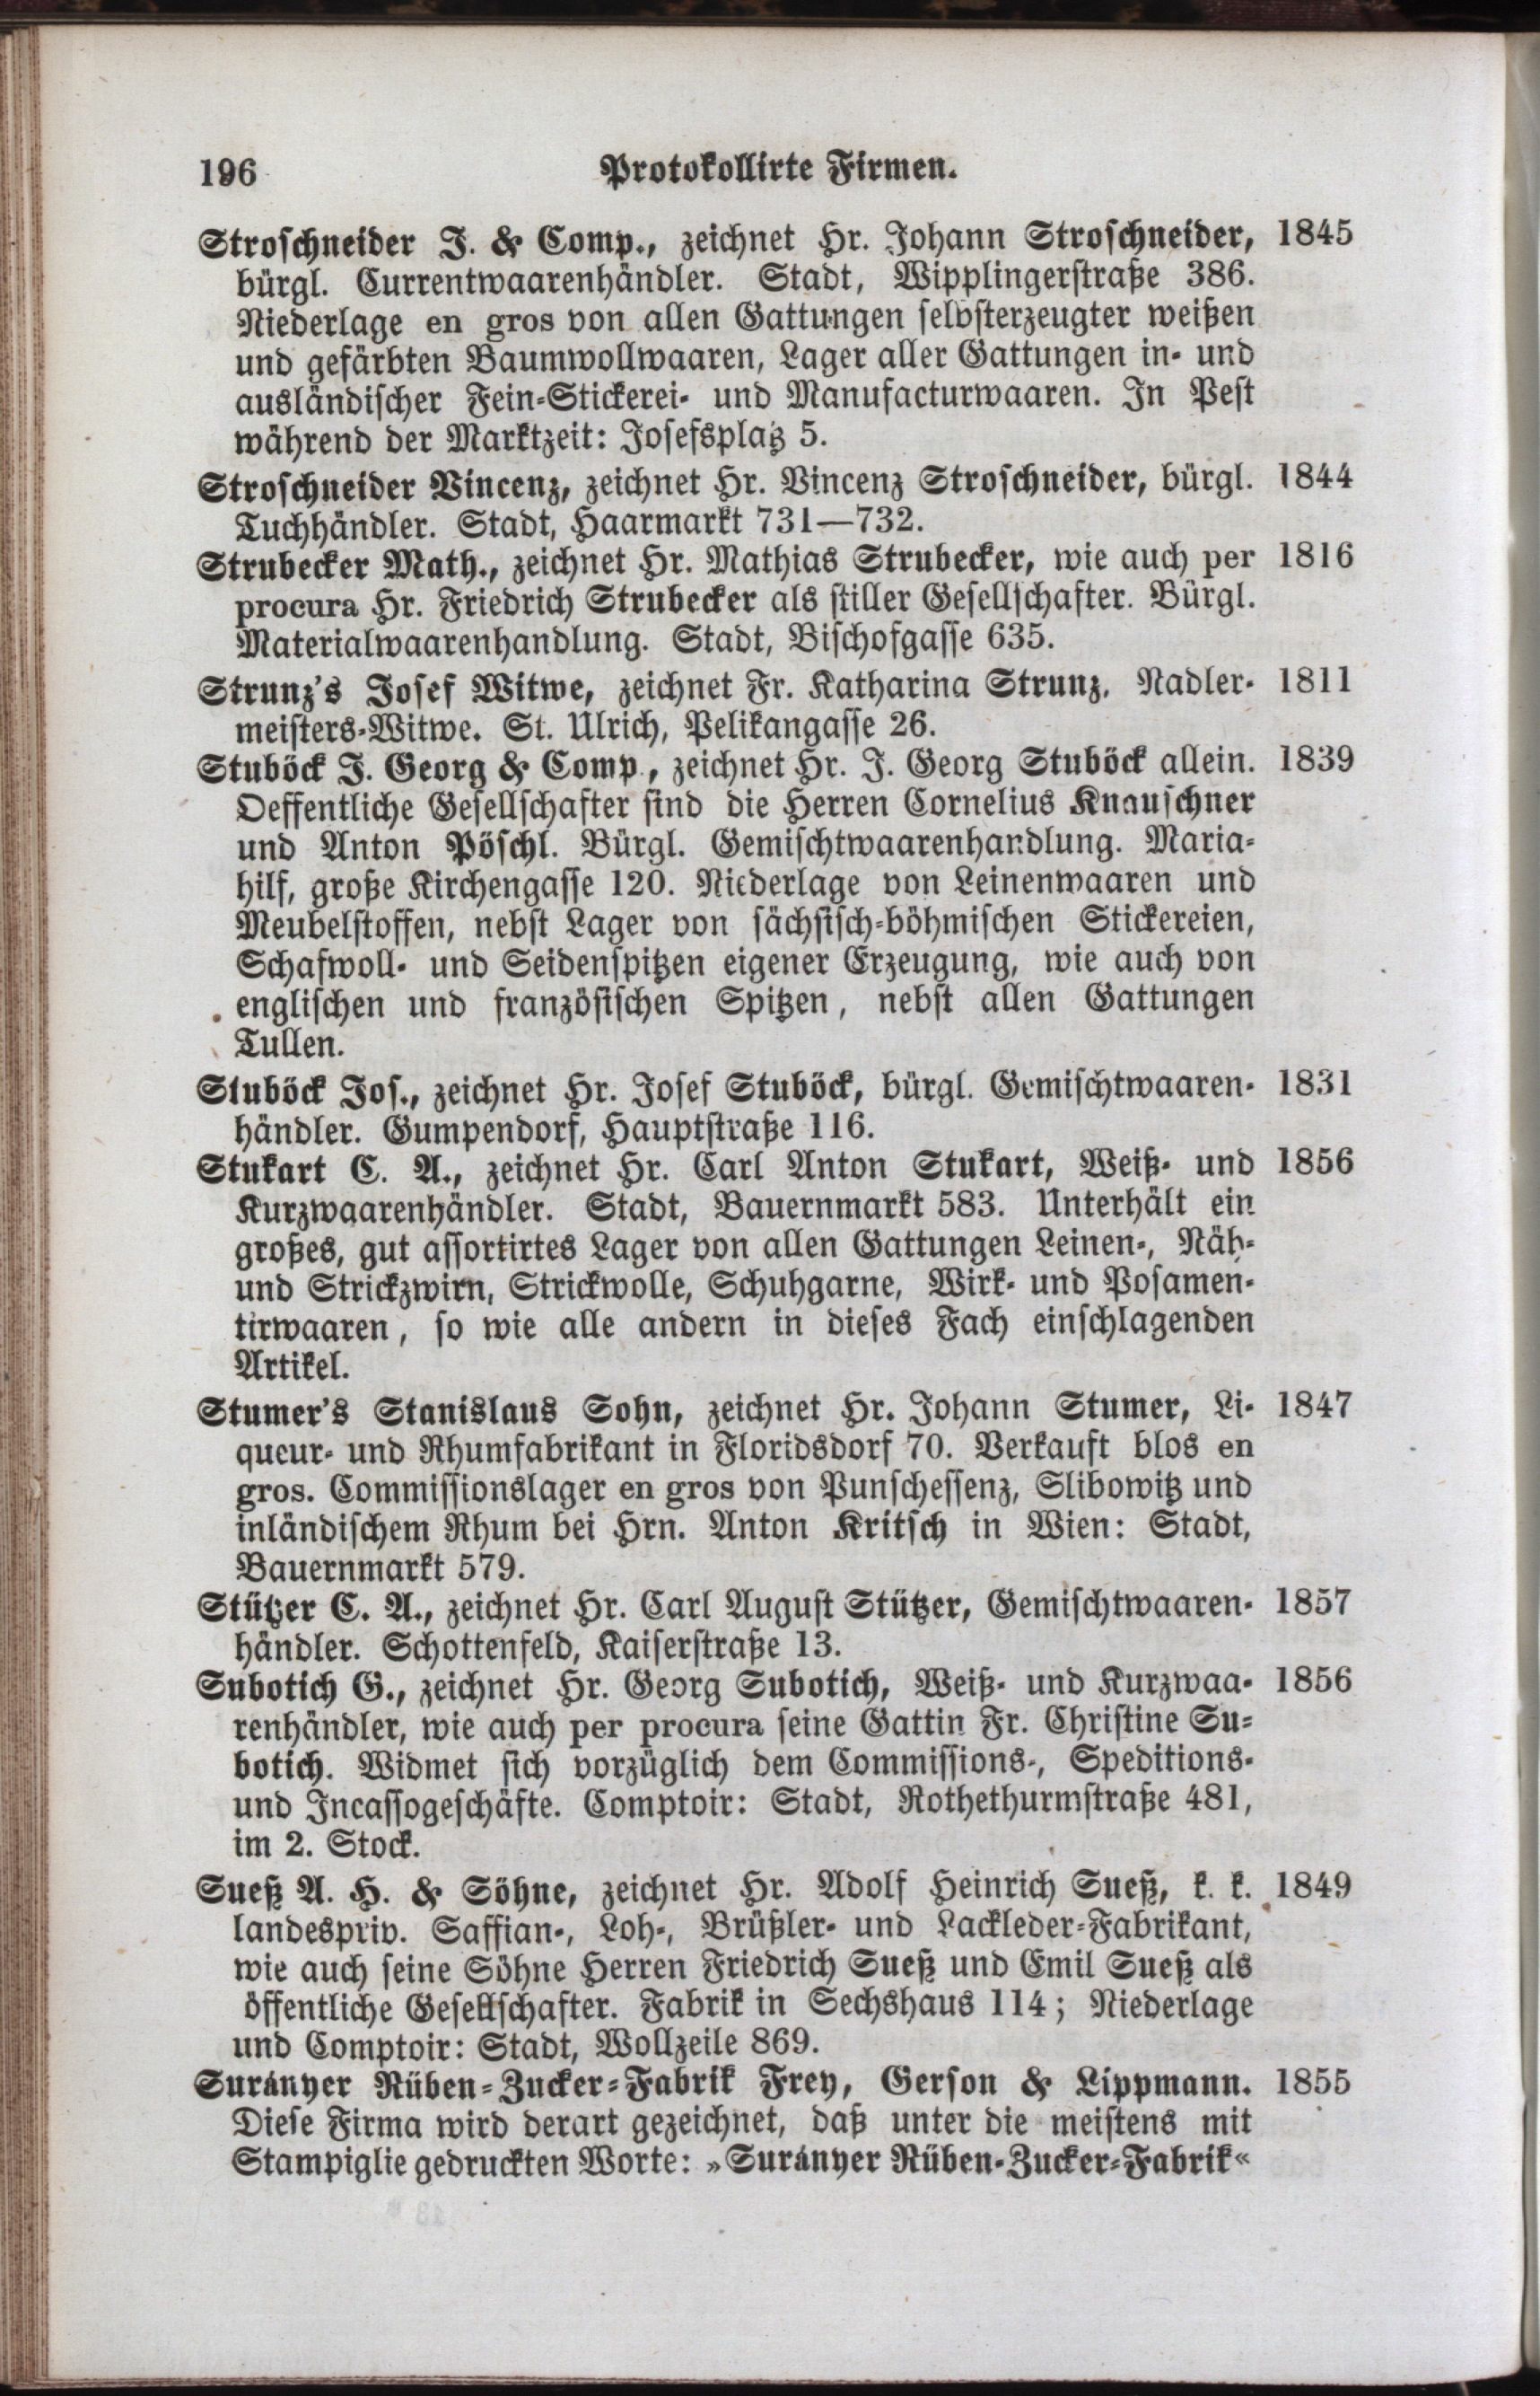 196 Protokollirte Firmen.
Stroschneider J. & Comp., zeichnet Hr. Johann Stroschneider, 1845
bürgl. Currentwaarenhändler. Stadt, Wipplingerstraße 386.
Niederlage en gros von allen Gattungen selbsterzeugter weißen
und gefärbten Baumwollwaaren, Lager aller Gattungen in- und
ausländischer Fein-Stickerei- und Manufacturwaaren. In Pest
während der Marktzeit: Josefsplatz 5.
Stroschneider Vincenz, zeichnet Hr. Vincenz Stroschneider, bürgl. 1844
Tuchhändler. Stadt, Haarmarkt 731—732.
Strubecker Math., zeichnet Hr. Mathias Strubecker, wie auch per 1816
procura Hr. Friedrich Strubecker als stiller Gesellschafter. Bürgl.
Materialwaarenhandlung. Stadt, Bischofgasse 635.
Strunz's Josef Witwe, zeichnet Fr. Katharina Strunz, Nadler- 1811
meisters-Witwe. St. Ulrich, Pelikangasse 26.
Stuböck J. Georg & Comp., zeichnet Hr. J. Georg Stuböck allein. 1839
Oeffentliche Gesellschafter sind die Herren Cornelius Knauschner
und Anton Pöschl. Bürgl. Gemischtwaarenhandlung. Maria-
hilf, große Kirchengasse 120. Niederlage von Leinenwaaren und
Meubelstoffen, nebst Lager von sächsisch-böhmischen Stickereien,
Schafwoll- und Seidenspitzen eigener Erzeugung, wie auch von
englischen und französischen Spitzen, nebst allen Gattungen
Tullen.
Stuböck Jos., zeichnet Hr. Josef Stuböck, bürgl. Gemischtwaaren- 1831
händler. Gumpendorf, Hauptstraße 116.
Stukart C. A., zeichnet Hr. Carl Anton Stukart, Weiß- und 1856
Kurzwaarenhändler. Stadt, Bauernmarkt 583. Unterhält ein
großes, gut assortirtes Lager von allen Gattungen Leinen-, Näh-
und Strickzwirn, Strickwolle, Schuhgarne, Wirk- und Posamen-
tirwaaren, so wie alle andern in dieses Fach einschlagenden
Artikel.
Stumer's Stanislaus Sohn, zeichnet Hr. Johann Stumer, Li- 1847
queur- und Rhumfabrikant in Floridsdorf 70. Verkauft blos en
gros. Commissionslager en gros von Punschessenz, Slibowitz und
inländischem Rhum bei Hrn. Anton Kritsch in Wien: Stadt,
Bauernmarkt 579.
Stützer C. A., zeichnet Hr. Carl August Stützer, Gemischtwaaren- 1857
händler. Schottenfeld, Kaiserstraße 13.
Subotich G., zeichnet Hr. Georg Subotich, Weiß- und Kurzwaa- 1856
renhändler, wie auch per procura seine Gattin Fr. Christine Su-
botich. Widmet sich vorzüglich dem Commissions-, Speditions-
und Incassogeschäfte. Comptoir: Stadt, Rothethurmstraße 481,
im 2. Stock.
Sueß A. H. & Söhne, zeichnet Hr. Adolf Heinrich Sueß, k. k. 1849
landespriv. Saffian-, Loh-, Brüßler- und Lackleder-Fabrikant,
wie auch seine Söhne Herren Friedrich Sueß und Emil Sueß als
öffentliche Gesellschafter. Fabrik in Sechshaus 114; Niederlage
und Comptoir: Stadt, Wollzeile 869.
Surányer Rüben-Zucker-Fabrik Frey, Gerson & Lippmann. 1855
Diese Firma wird derart gezeichnet, daß unter die meistens mit
Stampiglie gedruckten Worte: »Surányer Rüben-Zucker-Fabrik«